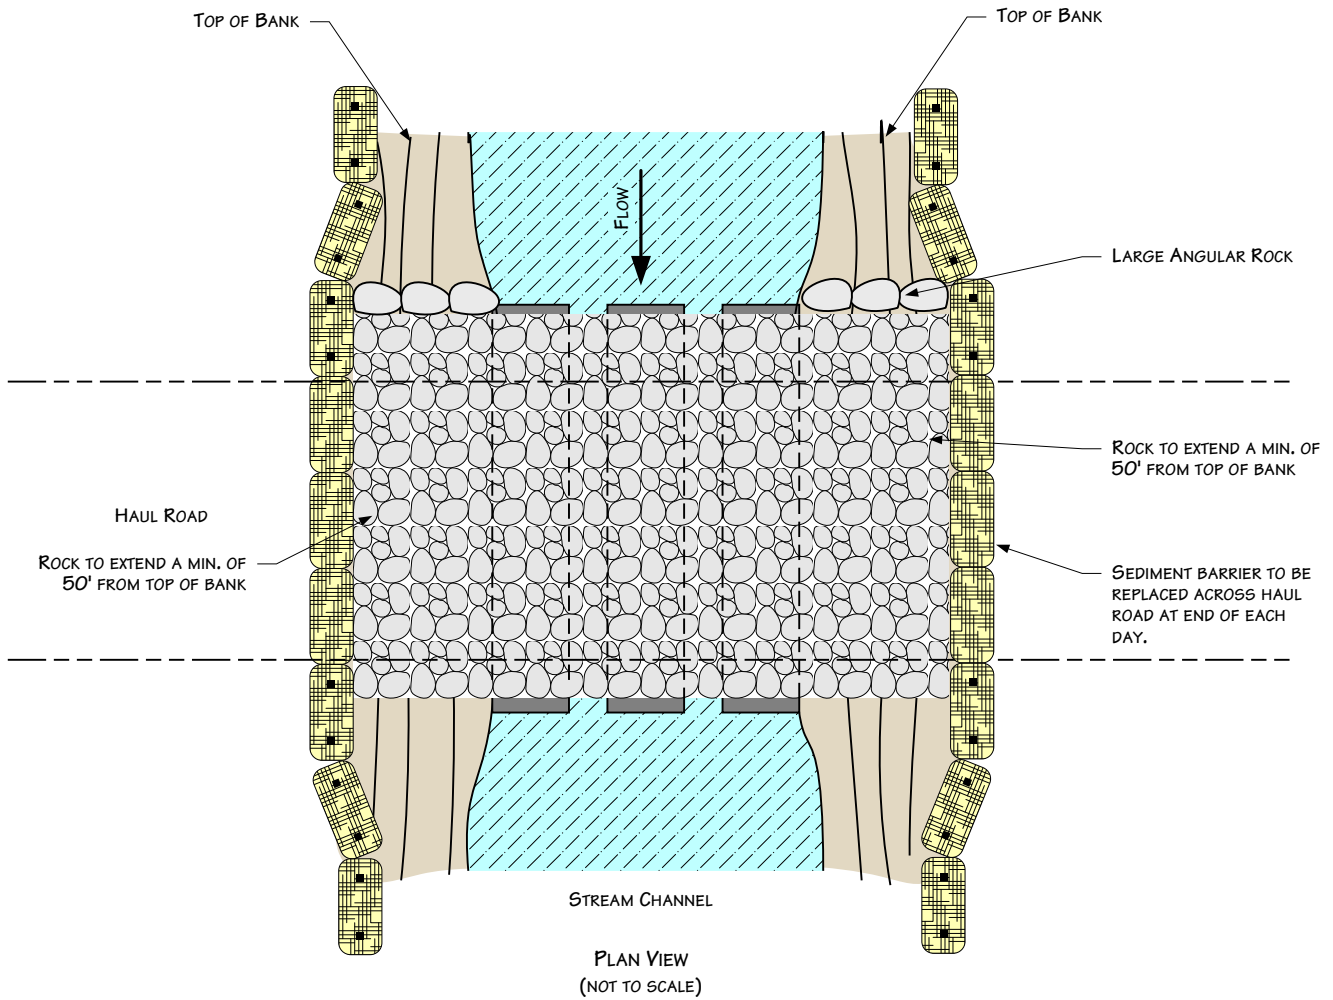 Top of Bank
Top of Bank
Flow
Large Angular Rock
Rock to extend a min. of
50' from top of bank
Haul Road
Rock to extend a min. of
50' from top of bank
Sediment barrier to be
replaced across haul
road at end of each
day.
Stream Channel
Plan View
(not to scale)